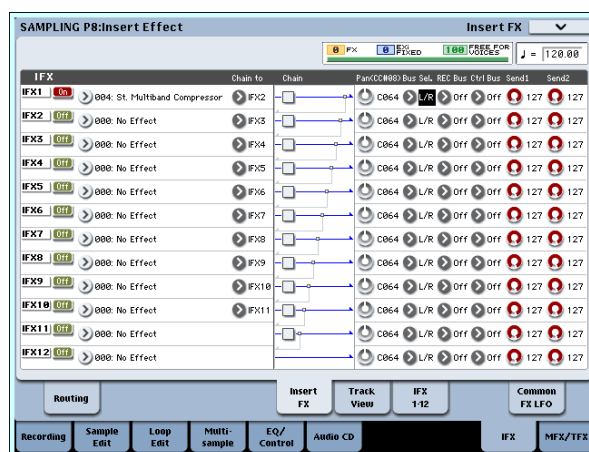 SAMPLING P8:Insert Effect Insert FX
0 FX 0 EXi FIXED 100 FREE FOR VOICES ♩ = 120.00
IFX Chain to Chain Pan(CC#08) Bus Sel. REC Bus Ctrl Bus Send1 Send2
IFX1 On 004: St. Multiband Compressor IFX2 C064 L/R Off Off 127 127
IFX2 Off 000: No Effect IFX3 C064 L/R Off Off 127 127
IFX3 Off 000: No Effect IFX4 C064 L/R Off Off 127 127
IFX4 Off 000: No Effect IFX5 C064 L/R Off Off 127 127
IFX5 Off 000: No Effect IFX6 C064 L/R Off Off 127 127
IFX6 Off 000: No Effect IFX7 C064 L/R Off Off 127 127
IFX7 Off 000: No Effect IFX8 C064 L/R Off Off 127 127
IFX8 Off 000: No Effect IFX9 C064 L/R Off Off 127 127
IFX9 Off 000: No Effect IFX10 C064 L/R Off Off 127 127
IFX10 Off 000: No Effect IFX11 C064 L/R Off Off 127 127
IFX11 Off 000: No Effect C064 L/R Off Off 127 127
IFX12 Off 000: No Effect C064 L/R Off Off 127 127
Routing Insert FX Track View IFX 1-12 Common FX LFO
Recording Sample Edit Loop Edit Multi-sample EQ/Control Audio CD IFX MFX/TFX